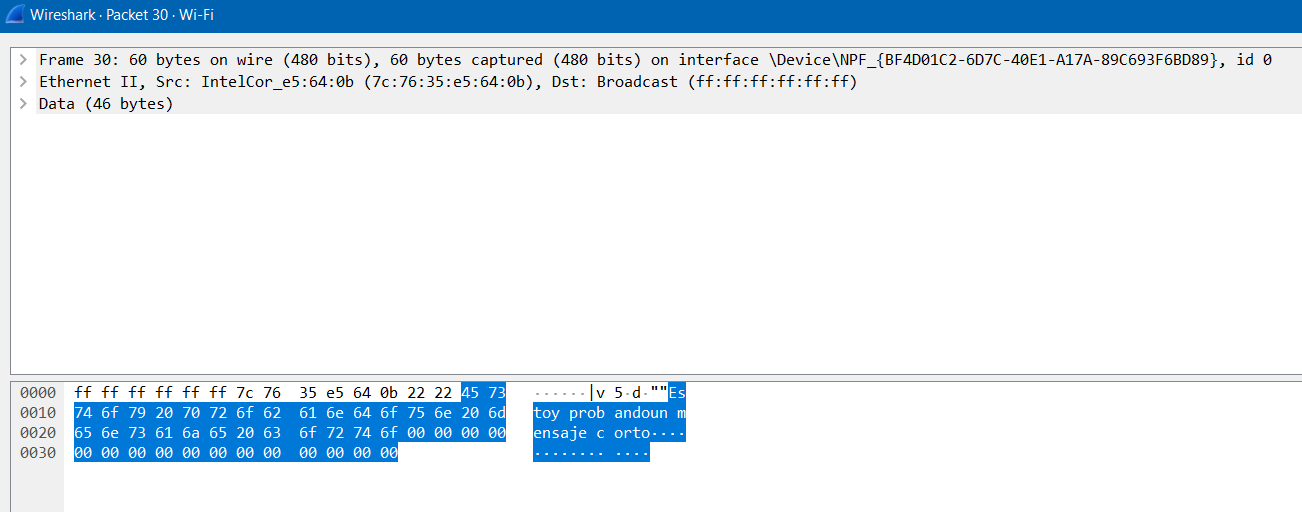 Wireshark · Packet 30 · Wi-Fi
Frame 30: 60 bytes on wire (480 bits), 60 bytes captured (480 bits) on interface \Device\NPF_{BF4D01C2-6D7C-40E1-A17A-89C693F6BD89}, id 0
Ethernet II, Src: IntelCor_e5:64:0b (7c:76:35:e5:64:0b), Dst: Broadcast (ff:ff:ff:ff:ff:ff)
Data (46 bytes)
0000 ff ff ff ff ff ff 7c 76 35 e5 64 0b 22 22 45 73 ······|v 5·d·""Es
0010 74 6f 79 20 70 72 6f 62 61 6e 64 6f 75 6e 20 6d toy prob andoun m
0020 65 6e 73 61 6a 65 20 63 6f 72 74 6f 00 00 00 00 ensaje c orto····
0030 00 00 00 00 00 00 00 00 00 00 00 00 ········ ····